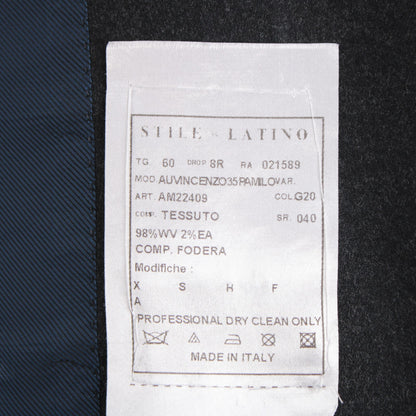 STILE LATINO
TG. 60 DROP 8R RA 021589
MOD. AUVINCENZO35PAMILO VAR.
ART. AM22409 COL. G20
COMP. TESSUTO SR. 040
98%WV 2%EA
COMP. FODERA
Modifiche :
X S H F
A
PROFESSIONAL DRY CLEAN ONLY
MADE IN ITALY